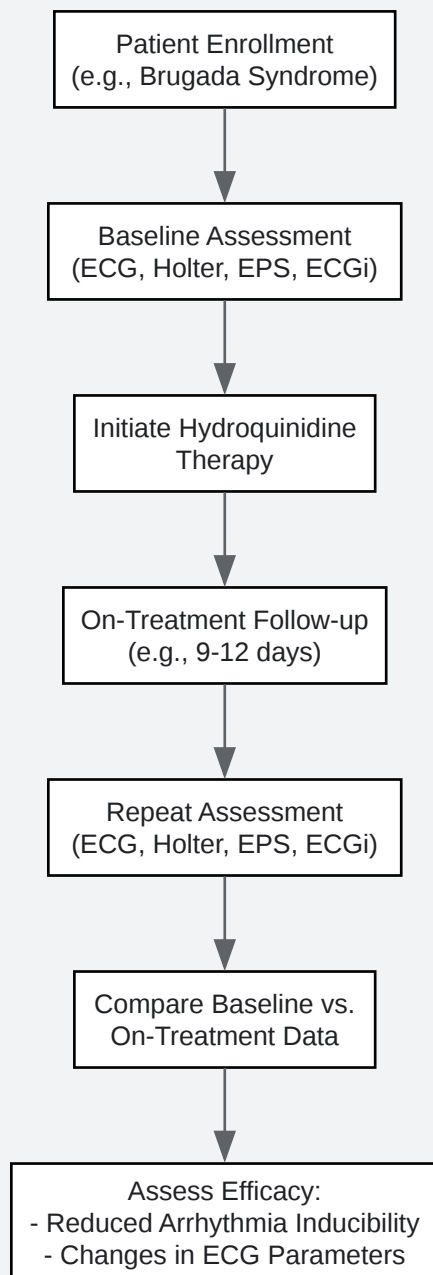 Patient Enrollment
(e.g., Brugada Syndrome)
Baseline Assessment
(ECG, Holter, EPS, ECGi)
Initiate Hydroquinidine
Therapy
On-Treatment Follow-up
(e.g., 9-12 days)
Repeat Assessment
(ECG, Holter, EPS, ECGi)
Compare Baseline vs.
On-Treatment Data
Assess Efficacy:
- Reduced Arrhythmia Inducibility
- Changes in ECG Parameters